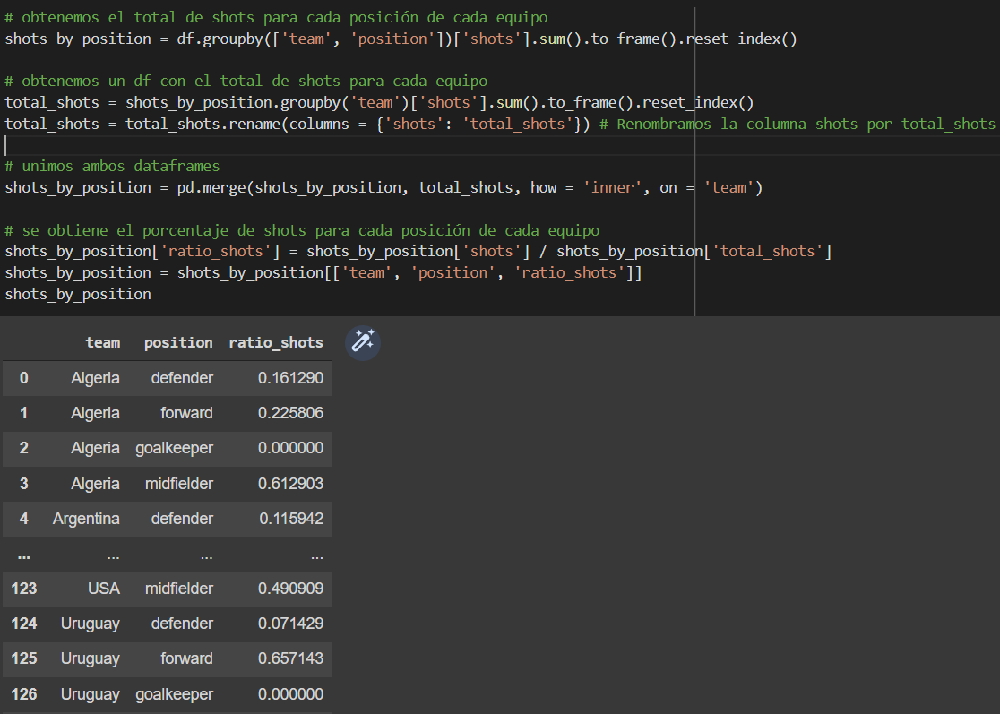 # obtenemos el total de shots para cada posición de cada equipo
shots_by_position = df.groupby(['team', 'position'])['shots'].sum().to_frame().reset_index()
# obtenemos un df con el total de shots para cada equipo
total_shots = shots_by_position.groupby('team')['shots'].sum().to_frame().reset_index()
total_shots = total_shots.rename(columns = {'shots': 'total_shots'}) # Renombramos la columna shots por total_shots
# unimos ambos dataframes
shots_by_position = pd.merge(shots_by_position, total_shots, how = 'inner', on = 'team')
# se obtiene el porcentaje de shots para cada posición de cada equipo
shots_by_position['ratio_shots'] = shots_by_position['shots'] / shots_by_position['total_shots']
shots_by_position = shots_by_position[['team', 'position', 'ratio_shots']]
shots_by_position
team position ratio_shots
0 Algeria defender 0.161290
1 Algeria forward 0.225806
2 Algeria goalkeeper 0.000000
3 Algeria midfielder 0.612903
4 Argentina defender 0.115942
... ... ... ...
123 USA midfielder 0.490909
124 Uruguay defender 0.071429
125 Uruguay forward 0.657143
126 Uruguay goalkeeper 0.000000